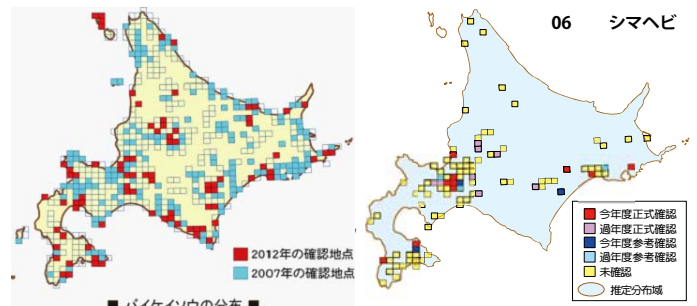 2012年の確認地点
2007年の確認地点
■ バイケイソウの分布 ■
06 シマヘビ
今年度正式確認
過年度正式確認
今年度参考確認
過年度参考確認
未確認
推定分布域